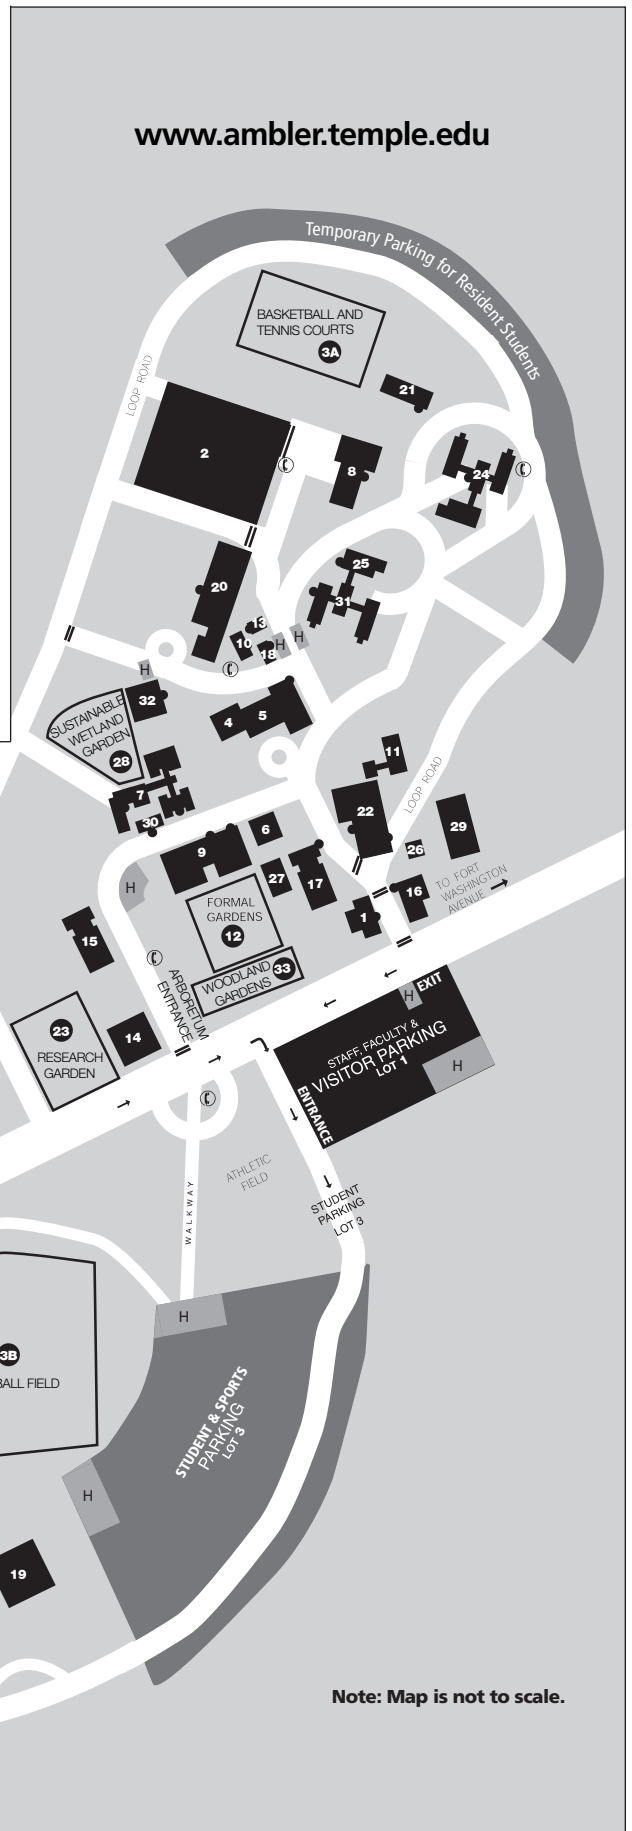 www.ambler.temple.edu
Temporary Parking for Resident Students
BASKETBALL AND
TENNIS COURTS
3A
21
LOOP ROAD
2
8
24
25
20
31
13
10
18
H
H
H
32
SUSTAINABLE
WETLAND
GARDEN
28
4
5
11
7
30
LOOP ROAD
22
29
6
9
26
27
17
H
16
TO FORT
WASHINGTON
AVENUE
FORMAL
GARDENS
12
1
15
WOODLAND
GARDENS
33
ARBORETUM
ENTRANCE
EXIT
H
23
RESEARCH
GARDEN
14
STAFF, FACULTY &
VISITOR PARKING
LOT 1
H
ENTRANCE
ATHLETIC
FIELD
WALKWAY
STUDENT
PARKING
LOT 3
H
3B
BALL FIELD
STUDENT & SPORTS
PARKING
LOT 3
H
19
Note: Map is not to scale.